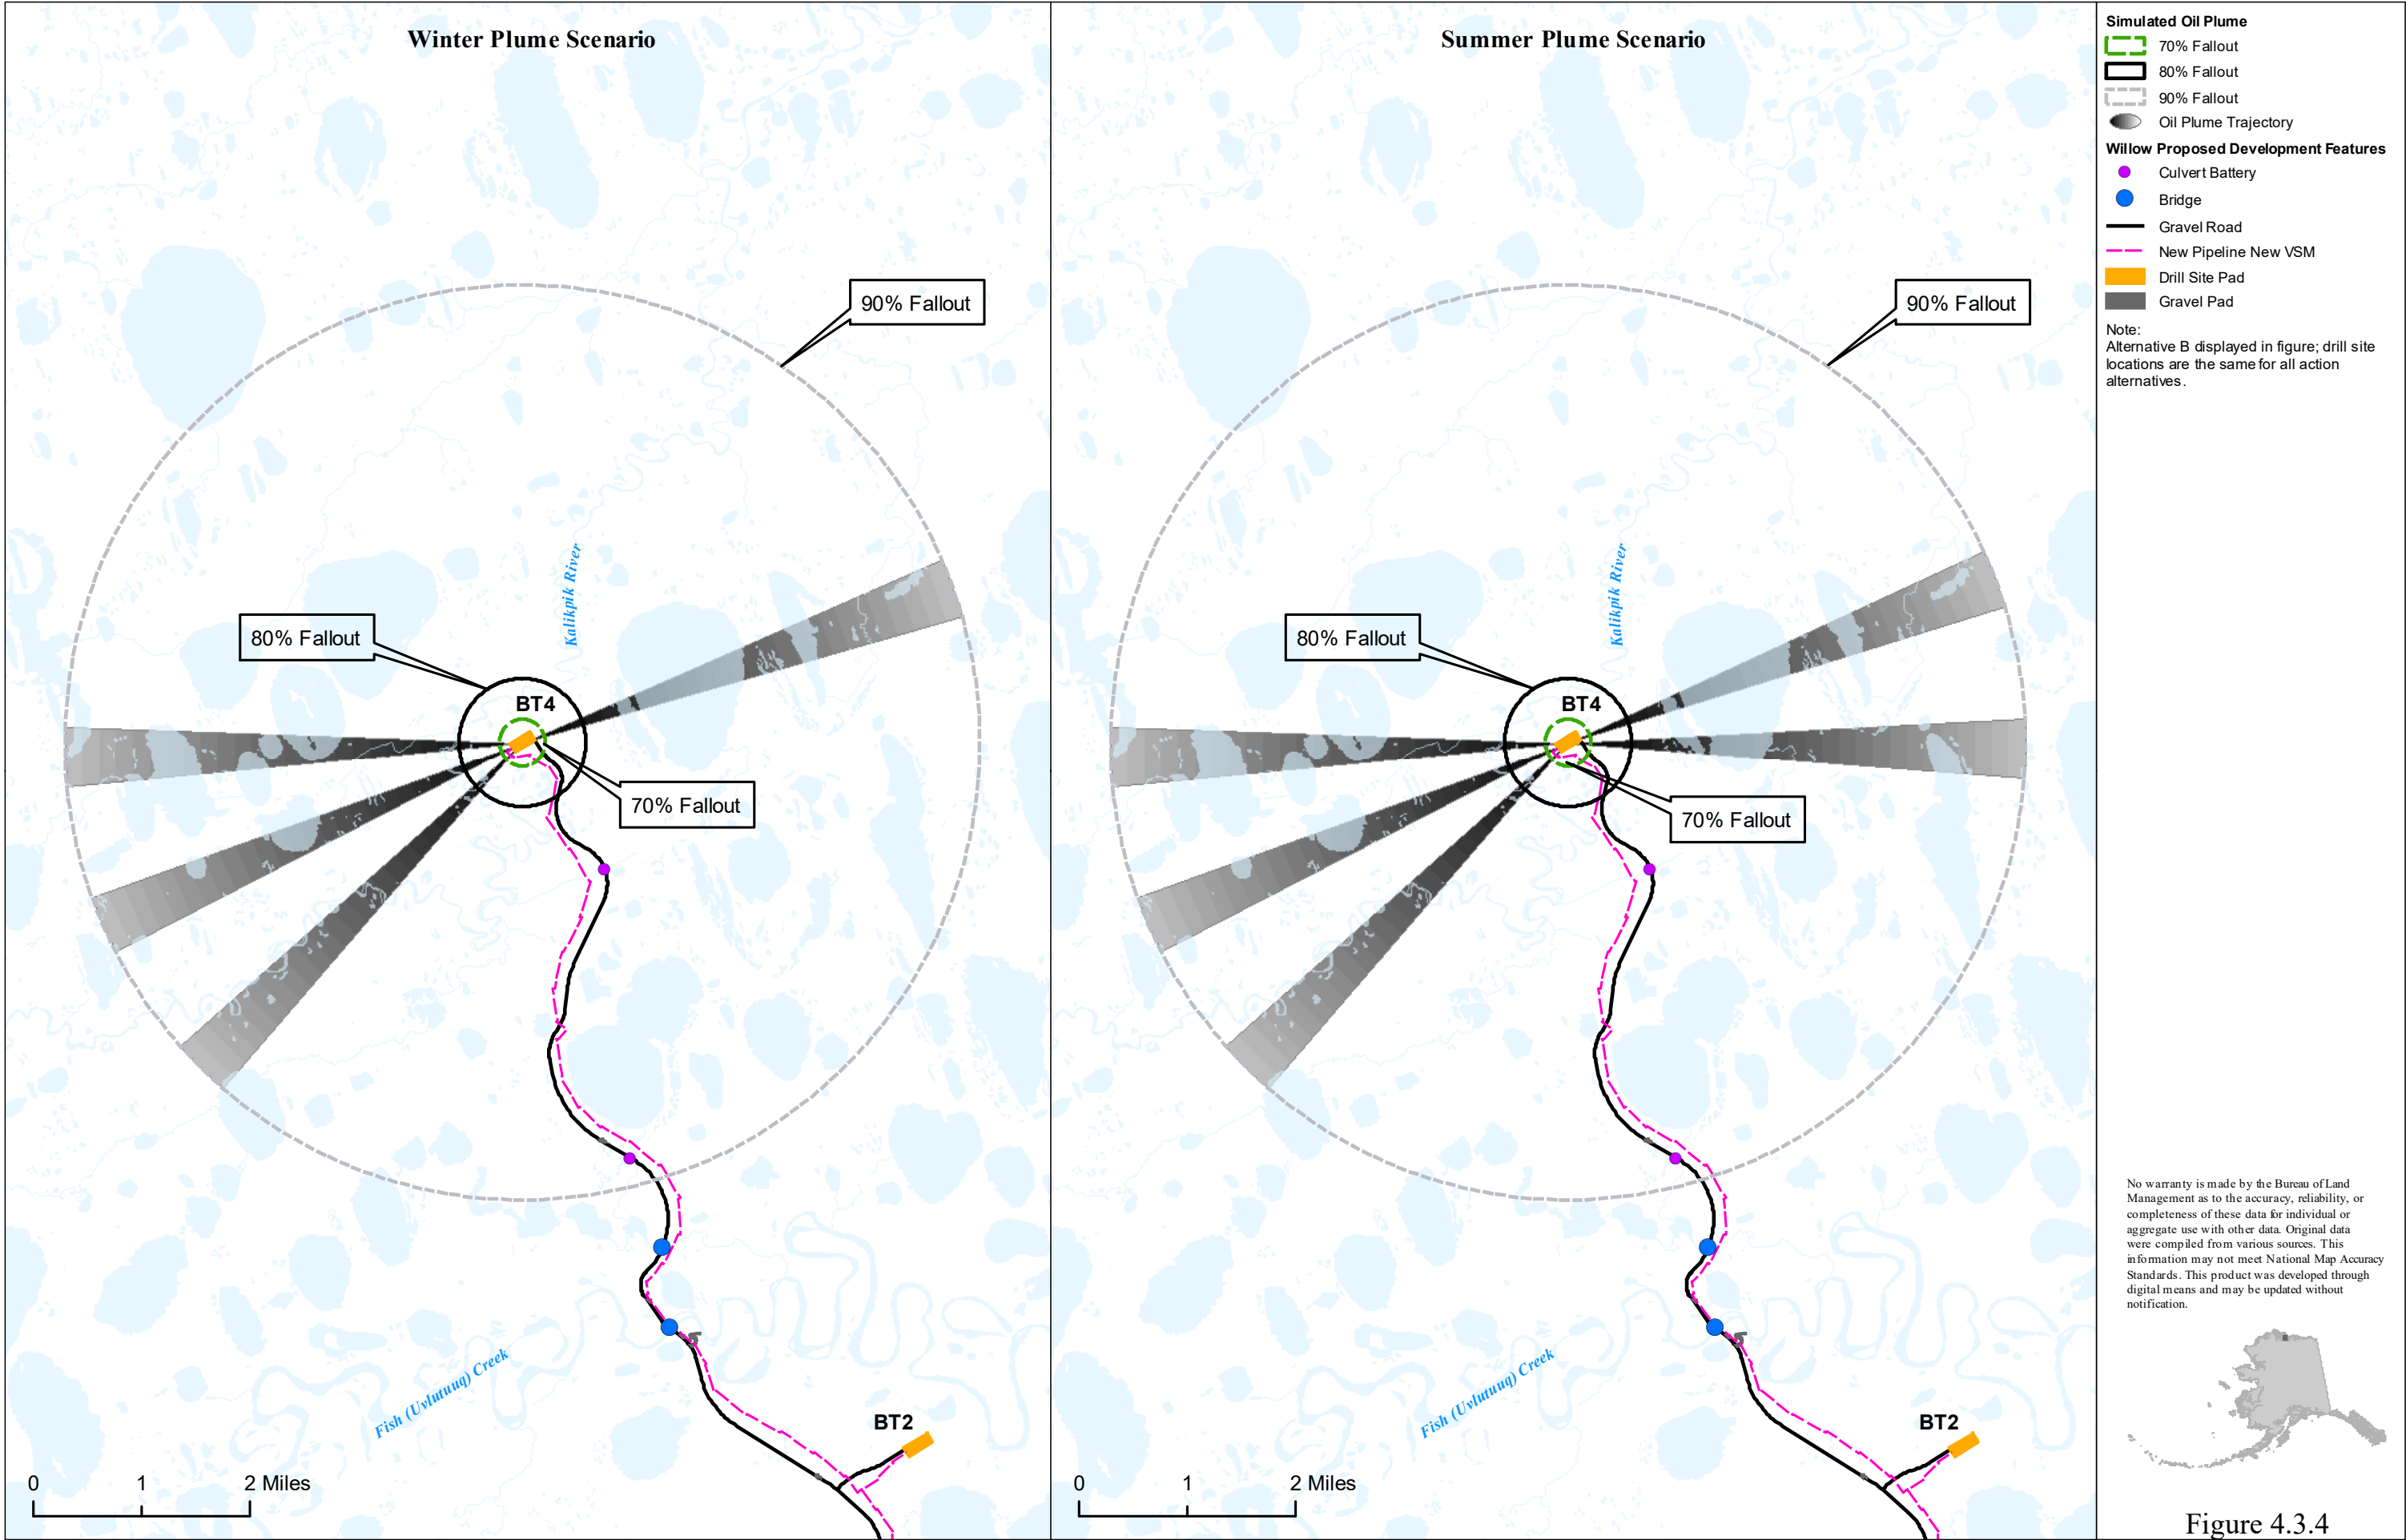 Winter Plume Scenario
90% Fallout
Kalikpik River
80% Fallout
BT4
70% Fallout
Fish (Uvlutuuq) Creek
BT2
0 1 2 Miles
Summer Plume Scenario
90% Fallout
Kalikpik River
80% Fallout
BT4
70% Fallout
Fish (Uvlutuuq) Creek
BT2
0 1 2 Miles
Simulated Oil Plume
70% Fallout
80% Fallout
90% Fallout
Oil Plume Trajectory
Willow Proposed Development Features
Culvert Battery
Bridge
Gravel Road
New Pipeline New VSM
Drill Site Pad
Gravel Pad
Note:
Alternative B displayed in figure; drill site
locations are the same for all action
alternatives.
No warranty is made by the Bureau of Land
Management as to the accuracy, reliability, or
completeness of these data for individual or
aggregate use with other data. Original data
were compiled from various sources. This
information may not meet National Map Accuracy
Standards. This product was developed through
digital means and may be updated without
notification.
Figure 4.3.4